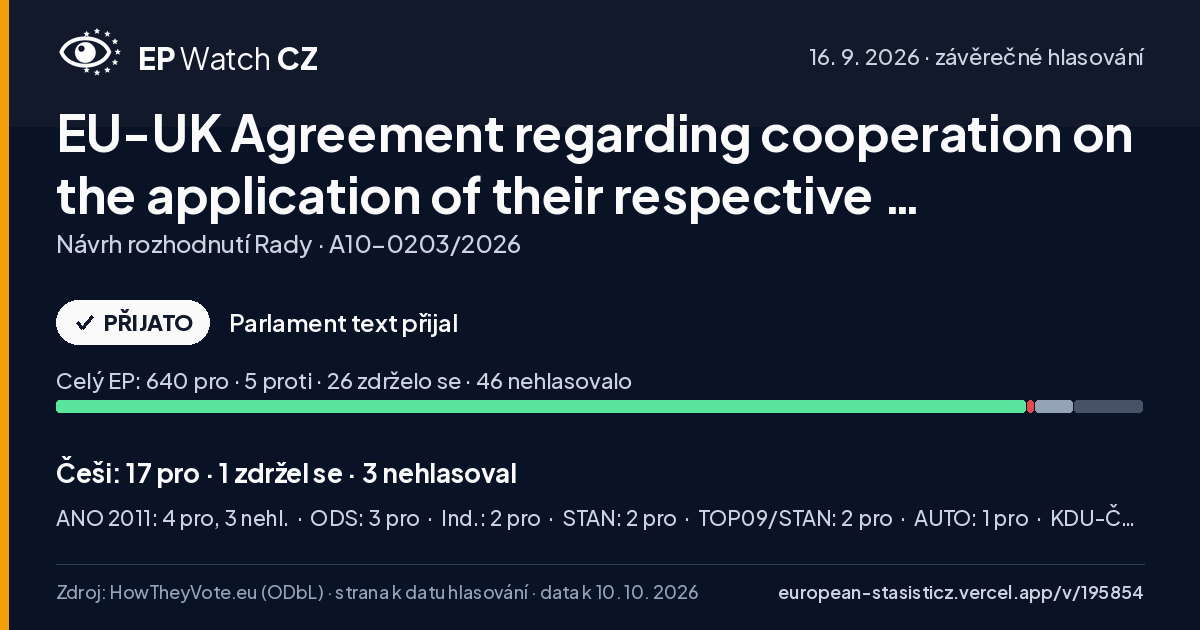 EP Watch CZ
16. 9. 2026 · závěrečné hlasování
EU-UK Agreement regarding cooperation on
the application of their respective …
Návrh rozhodnutí Rady · A10-0203/2026
✓ PŘIJATO
Parlament text přijal
Celý EP: 640 pro · 5 proti · 26 zdrželo se · 46 nehlasovalo
Češi: 17 pro · 1 zdržel se · 3 nehlasoval
ANO 2011: 4 pro, 3 nehl. · ODS: 3 pro · Ind.: 2 pro · STAN: 2 pro · TOP09/STAN: 2 pro · AUTO: 1 pro · KDU-Č…
Zdroj: HowTheyVote.eu (ODbL) · strana k datu hlasování · data k 10. 10. 2026
european-stasisticz.vercel.app/v/195854